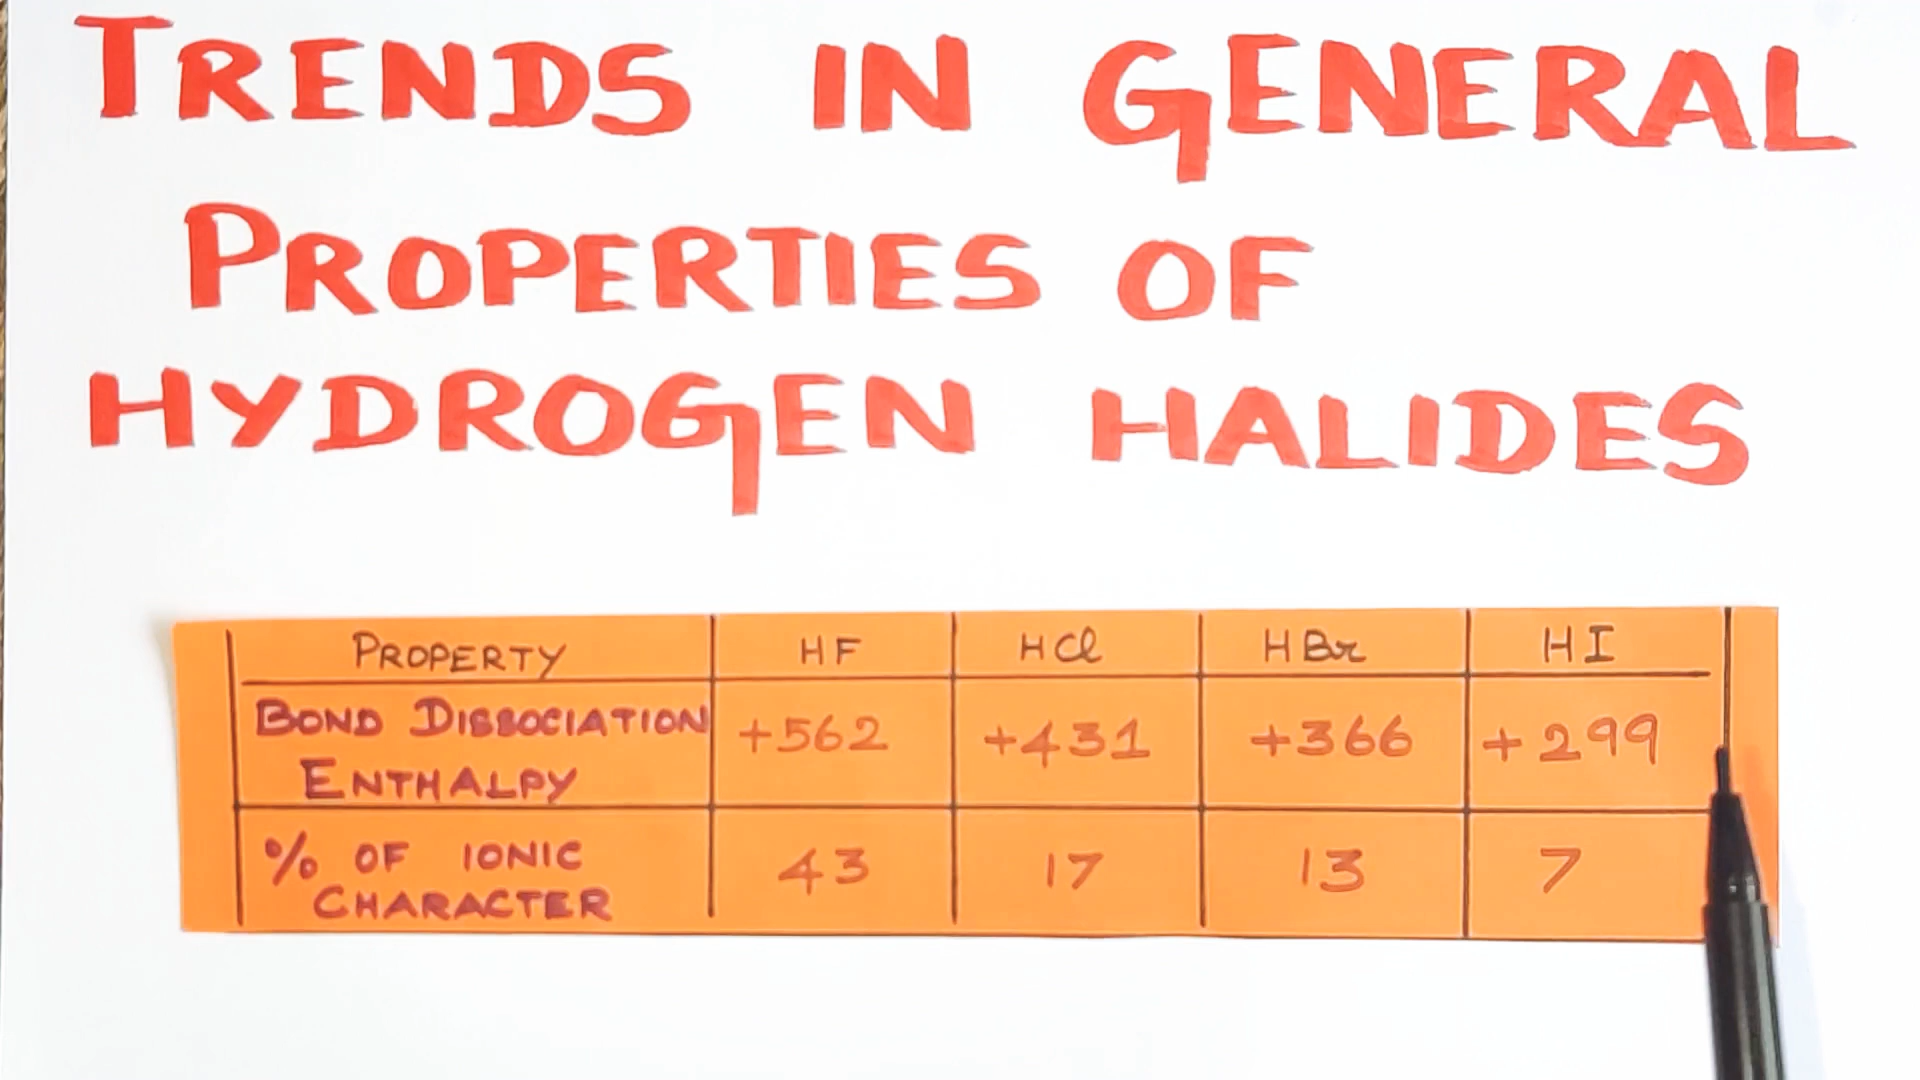 TRENDS IN GENERAL
PROPERTIES OF
HYDROGEN HALIDES
PROPERTY HF HCl HBr HI
BOND DISSOCIATION
ENTHALPY +562 +431 +366 +299
% OF IONIC
CHARACTER 43 17 13 7